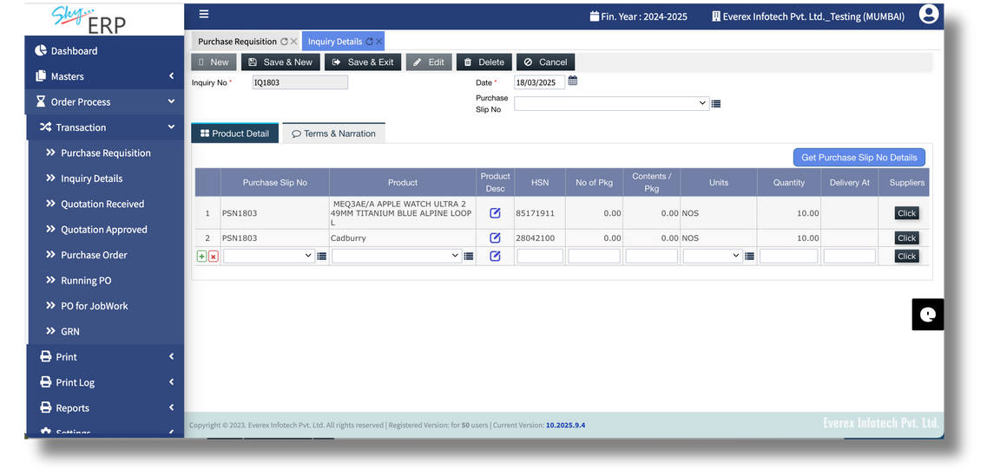 Sky...
ERP
Fin. Year : 2024-2025
Everex Infotech Pvt. Ltd._Testing (MUMBAI)
Dashboard
Masters
Order Process
Transaction
Purchase Requisition
Inquiry Details
Quotation Received
Quotation Approved
Purchase Order
Running PO
PO for JobWork
GRN
Print
Print Log
Reports
Settings
Purchase Requisition
Inquiry Details
New
Save & New
Save & Exit
Edit
Delete
Cancel
Inquiry No *
IQ1803
Date *
18/03/2025
Purchase
Slip No
Product Detail
Terms & Narration
Get Purchase Slip No Details
Purchase Slip No
Product
Product
Desc
HSN
No of Pkg
Contents /
Pkg
Units
Quantity
Delivery At
Suppliers
1 PSN1803
MEQ3AE/A APPLE WATCH ULTRA 2
49MM TITANIUM BLUE ALPINE LOOP
L
85171911 0.00 0.00 NOS 10.00 Click
2 PSN1803 Cadburry 28042100 0.00 0.00 NOS 10.00 Click
Click
Copyright © 2023. Everex Infotech Pvt. Ltd. All rights reserved | Registered Version: for 50 users | Current Version: 10.2025.9.4
Everex Infotech Pvt. Ltd.